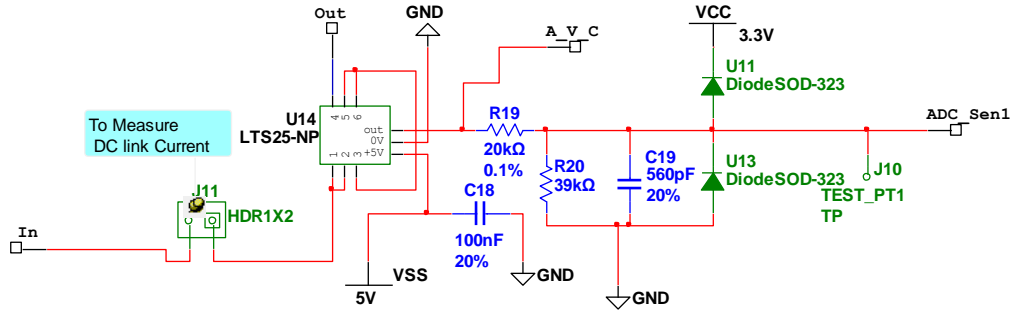 Out
GND
A_V_C
VCC
3.3V
U11
DiodeSOD-323
To Measure
DC link Current
U14
LTS25-NP
4 5 6
out
0V
+5V
1 2 3
R19
20kΩ
0.1%
ADC_Sen1
R20
39kΩ
C19
560pF
20%
U13
DiodeSOD-323
J10
TEST_PT1
TP
J11
HDR1X2
In
C18
100nF
20%
VSS
5V
GND
GND